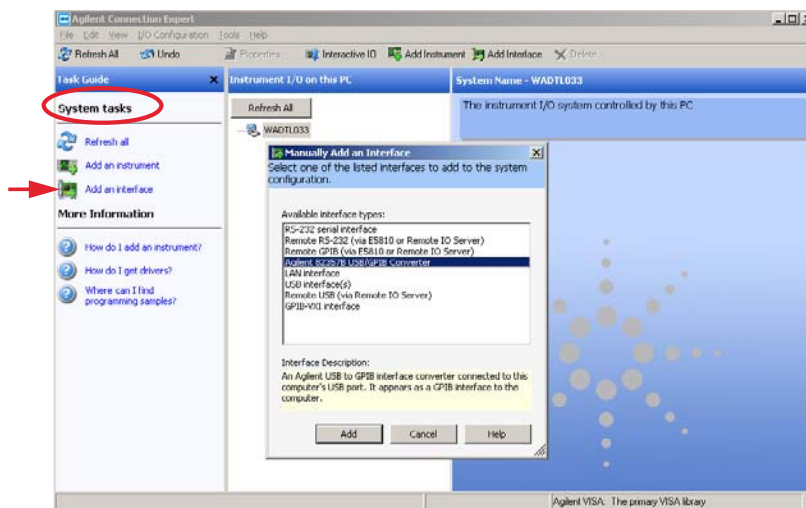 Agilent Connection Expert
File Edit View I/O Configuration Tools Help
Refresh All Undo Properties Interactive IO Add Instrument Add Interface Delete
Task Guide
System tasks
Refresh all
Add an instrument
Add an interface
More Information
How do I add an instrument?
How do I get drivers?
Where can I find
programming samples?
Instrument I/O on this PC
Refresh All
WADTL033
System Name - WADTL033
The instrument I/O system controlled by this PC
Manually Add an Interface
Select one of the listed interfaces to add to the system
configuration.
Available interface types:
RS-232 serial interface
Remote RS-232 (via E5810 or Remote IO Server)
Remote GPIB (via E5810 or Remote IO Server)
Agilent 82357B USB/GPIB Converter
LAN interface
USB interface(s)
Remote USB (via Remote IO Server)
GPIB-VXI interface
Interface Description:
An Agilent USB to GPIB interface converter connected to this
computer's USB port. It appears as a GPIB interface to the
computer.
Add Cancel Help
Agilent VISA: The primary VISA library